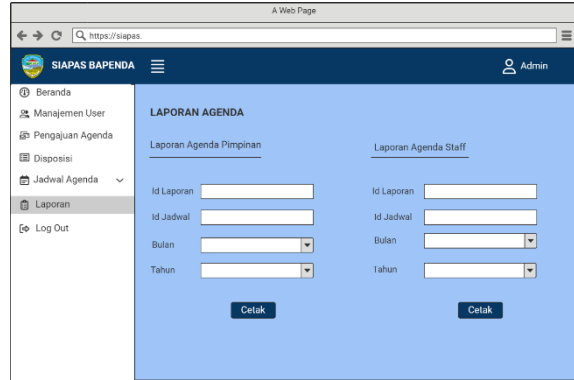 A Web Page
https://siapas.
SIAPAS BAPENDA
Admin
Beranda
Manajemen User
Pengajuan Agenda
Disposisi
Jadwal Agenda
Laporan
Log Out
LAPORAN AGENDA
Laporan Agenda Pimpinan
Id Laporan
Id Jadwal
Bulan
Tahun
Cetak
Laporan Agenda Staff
Id Laporan
Id Jadwal
Bulan
Tahun
Cetak